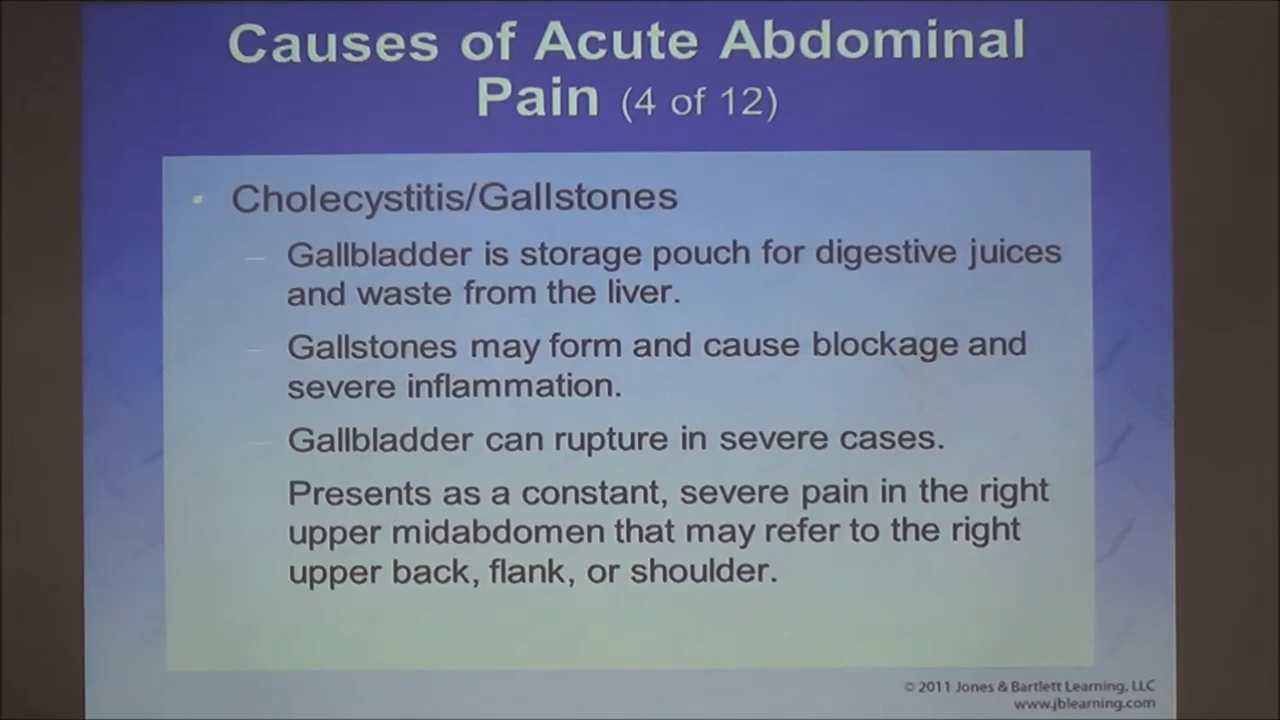 Causes of Acute Abdominal
Pain (4 of 12)
• Cholecystitis/Gallstones
– Gallbladder is storage pouch for digestive juices
and waste from the liver.
– Gallstones may form and cause blockage and
severe inflammation.
– Gallbladder can rupture in severe cases.
Presents as a constant, severe pain in the right
upper midabdomen that may refer to the right
upper back, flank, or shoulder.
© 2011 Jones & Bartlett Learning, LLC
www.jblearning.com